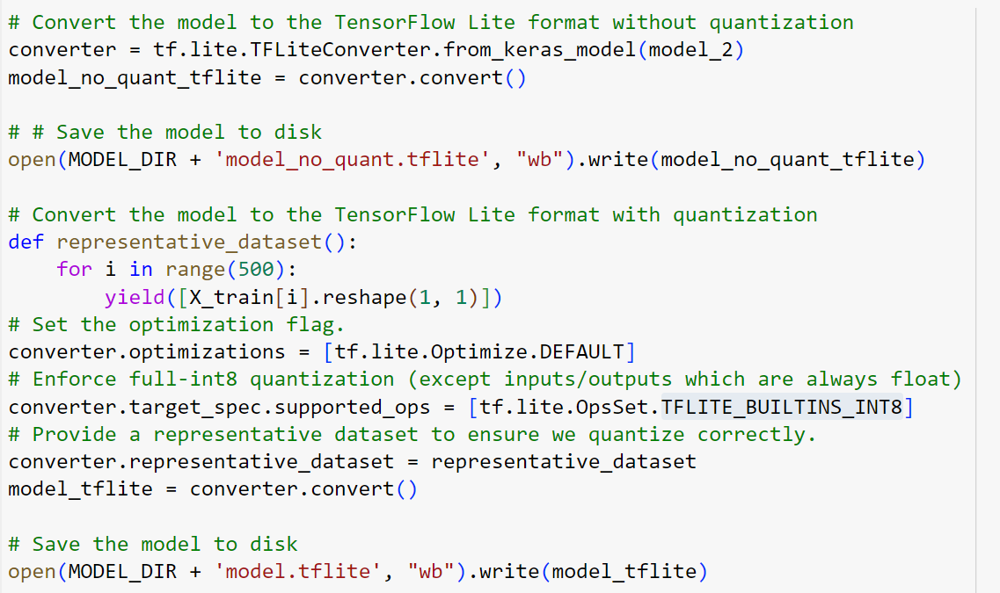 # Convert the model to the TensorFlow Lite format without quantization
converter = tf.lite.TFLiteConverter.from_keras_model(model_2)
model_no_quant_tflite = converter.convert()

# # Save the model to disk
open(MODEL_DIR + 'model_no_quant.tflite', "wb").write(model_no_quant_tflite)

# Convert the model to the TensorFlow Lite format with quantization
def representative_dataset():
    for i in range(500):
        yield([X_train[i].reshape(1, 1)])
# Set the optimization flag.
converter.optimizations = [tf.lite.Optimize.DEFAULT]
# Enforce full-int8 quantization (except inputs/outputs which are always float)
converter.target_spec.supported_ops = [tf.lite.OpsSet.TFLITE_BUILTINS_INT8]
# Provide a representative dataset to ensure we quantize correctly.
converter.representative_dataset = representative_dataset
model_tflite = converter.convert()

# Save the model to disk
open(MODEL_DIR + 'model.tflite', "wb").write(model_tflite)